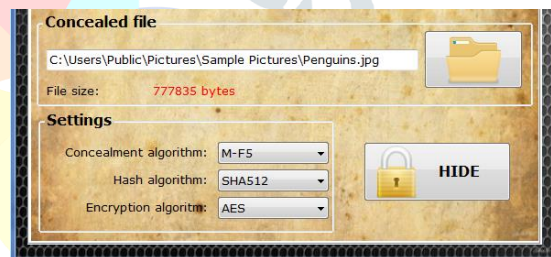 Concealed file
C:\Users\Public\Pictures\Sample Pictures\Penguins.jpg
File size: 777835 bytes
Settings
Concealment algorithm: M-F5
Hash algorithm: SHA512
Encryption algoritm: AES
HIDE